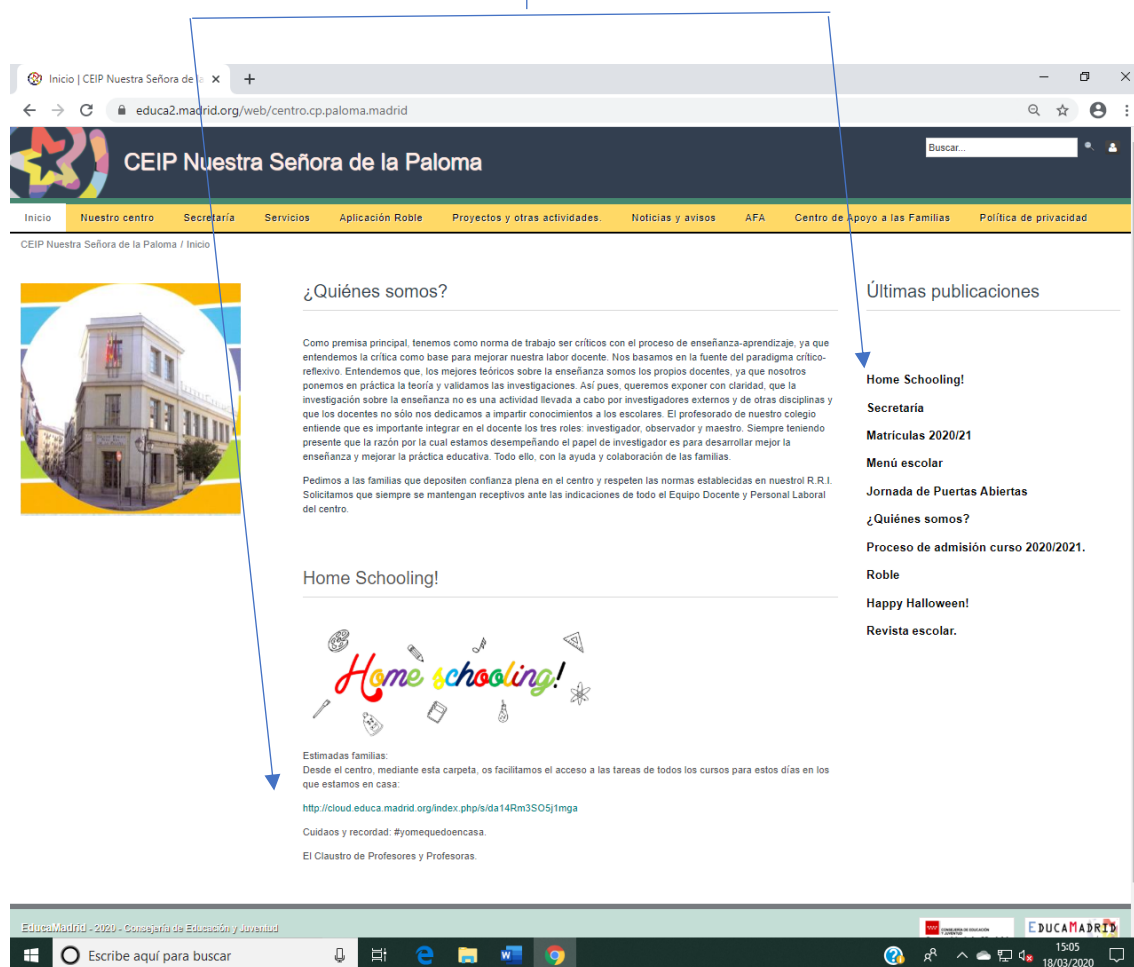 Inicio | CEIP Nuestra Señora de la
educa2.madrid.org/web/centro.cp.paloma.madrid
CEIP Nuestra Señora de la Paloma
Buscar...
Inicio Nuestro centro Secretaría Servicios Aplicación Roble Proyectos y otras actividades. Noticias y avisos AFA Centro de Apoyo a las Familias Política de privacidad
CEIP Nuestra Señora de la Paloma / Inicio
¿Quiénes somos?
Como premisa principal, tenemos como norma de trabajo ser críticos con el proceso de enseñanza-aprendizaje, ya que
entendemos la crítica como base para mejorar nuestra labor docente. Nos basamos en la fuente del paradigma crítico-
reflexivo. Entendemos que, los mejores teóricos sobre la enseñanza somos los propios docentes, ya que nosotros
ponemos en práctica la teoría y validamos las investigaciones. Así pues, queremos exponer con claridad, que la
investigación sobre la enseñanza no es una actividad llevada a cabo por investigadores externos y de otras disciplinas y
que los docentes no sólo nos dedicamos a impartir conocimientos a los escolares. El profesorado de nuestro colegio
entiende que es importante integrar en el docente los tres roles: investigador, observador y maestro. Siempre teniendo
presente que la razón por la cual estamos desempeñando el papel de investigador es para desarrollar mejor la
enseñanza y mejorar la práctica educativa. Todo ello, con la ayuda y colaboración de las familias.
Pedimos a las familias que depositen confianza plena en el centro y respeten las normas establecidas en nuestrol R.R.I.
Solicitamos que siempre se mantengan receptivos ante las indicaciones de todo el Equipo Docente y Personal Laboral
del centro.
Home Schooling!
Home schooling!
Estimadas familias:
Desde el centro, mediante esta carpeta, os facilitamos el acceso a las tareas de todos los cursos para estos días en los
que estamos en casa:
http://cloud.educa.madrid.org/index.php/s/da14Rm3SO5j1mga
Cuidaos y recordad: #yomequedoencasa.
El Claustro de Profesores y Profesoras.
Últimas publicaciones
Home Schooling!
Secretaría
Matrículas 2020/21
Menú escolar
Jornada de Puertas Abiertas
¿Quiénes somos?
Proceso de admisión curso 2020/2021.
Roble
Happy Halloween!
Revista escolar.
EducaMadrid - 2020 - Consejería de Educación y Juventud
EDUCAMADRID
Escribe aquí para buscar
15:05
18/03/2020